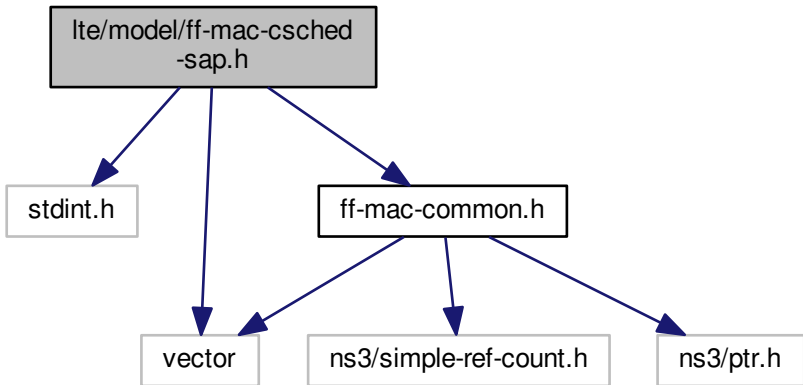 lte/model/ff-mac-csched
-sap.h
stdint.h
ff-mac-common.h
vector
ns3/simple-ref-count.h
ns3/ptr.h